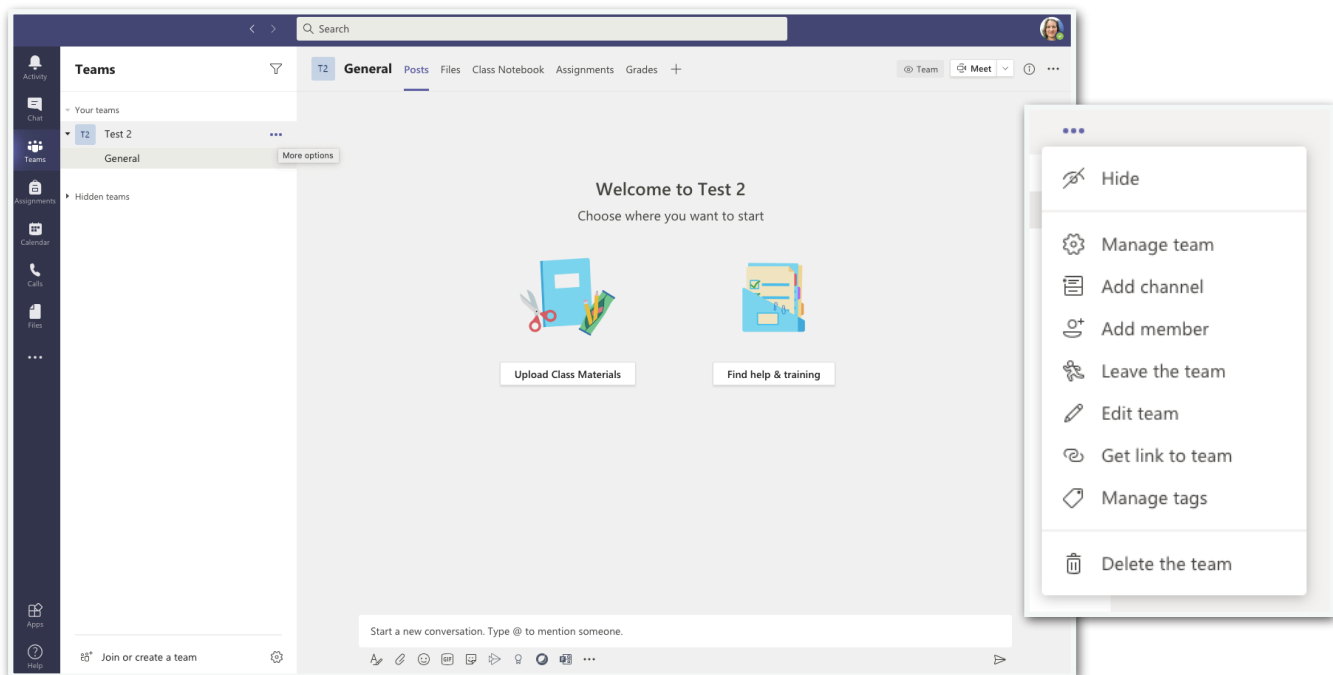 Search
Activity
Chat
Teams
Assignments
Calendar
Calls
Files
Apps
Help
Teams
Your teams
T2 Test 2
General
More options
Hidden teams
Join or create a team
T2 General Posts Files Class Notebook Assignments Grades
Team Meet
Welcome to Test 2
Choose where you want to start
Upload Class Materials
Find help & training
Start a new conversation. Type @ to mention someone.
GIF
Hide
Manage team
Add channel
Add member
Leave the team
Edit team
Get link to team
Manage tags
Delete the team